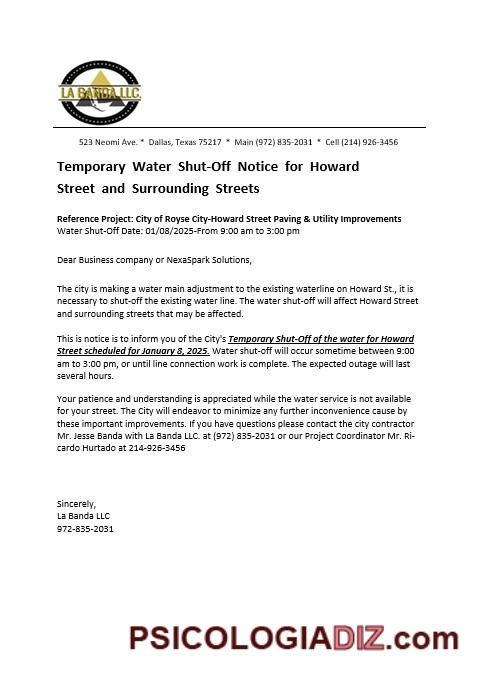 LA BANDA LLC.
523 Neomi Ave. * Dallas, Texas 75217 * Main (972) 835-2031 * Cell (214) 926-3456
Temporary Water Shut-Off Notice for Howard
Street and Surrounding Streets
Reference Project: City of Royse City-Howard Street Paving & Utility Improvements
Water Shut-Off Date: 01/08/2025-From 9:00 am to 3:00 pm
Dear Business company or NexaSpark Solutions,
The city is making a water main adjustment to the existing waterline on Howard St., it is
necessary to shut-off the existing water line. The water shut-off will affect Howard Street
and surrounding streets that may be affected.
This is notice is to inform you of the City's Temporary Shut-Off of the water for Howard
Street scheduled for January 8, 2025. Water shut-off will occur sometime between 9:00
am to 3:00 pm, or until line connection work is complete. The expected outage will last
several hours.
Your patience and understanding is appreciated while the water service is not available
for your street. The City will endeavor to minimize any further inconvenience cause by
these important improvements. If you have questions please contact the city contractor
Mr. Jesse Banda with La Banda LLC. at (972) 835-2031 or our Project Coordinator Mr. Ri-
cardo Hurtado at 214-926-3456
Sincerely,
La Banda LLC
972-835-2031
PSICOLOGIADIZ.com